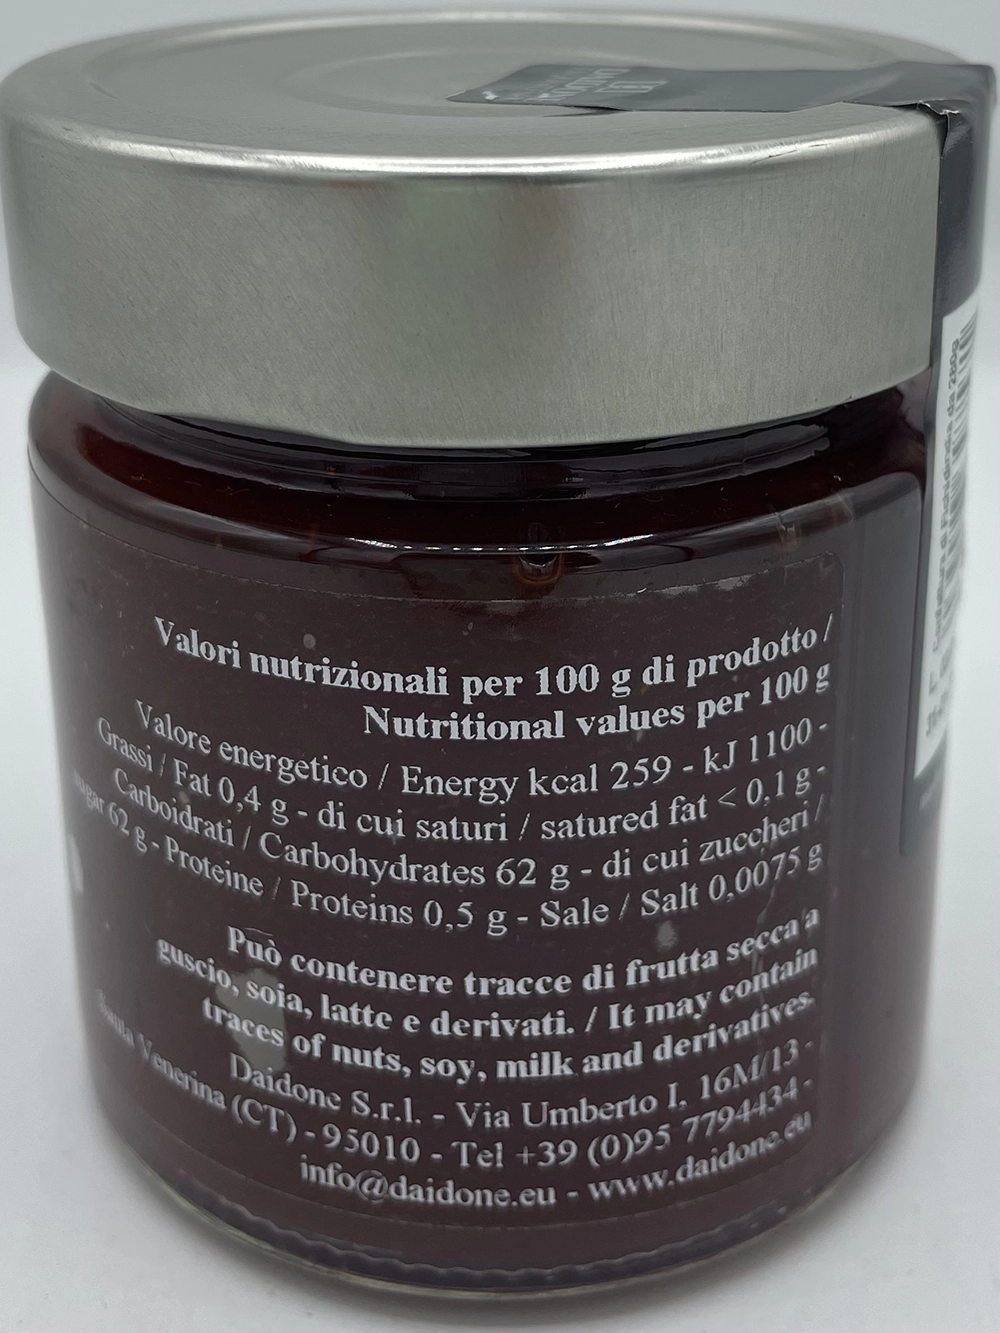 Valori nutrizionali per 100 g di prodotto /
Nutritional values per 100 g
Valore energetico / Energy kcal 259 - kJ 1100 -
Grassi / Fat 0,4 g - di cui saturi / satured fat < 0,1 g -
Carboidrati / Carbohydrates 62 g - di cui zuccheri /
62 g - Proteine / Proteins 0,5 g - Sale / Salt 0,0075 g
Può contenere tracce di frutta secca a
guscio, soia, latte e derivati. / It may contain
traces of nuts, soy, milk and derivatives.
Daidone S.r.l. - Via Umberto I, 16M/13 -
Venerina (CT) - 95010 - Tel +39 (0)95 7794434 -
info@daidone.eu - www.daidone.eu
da 280g